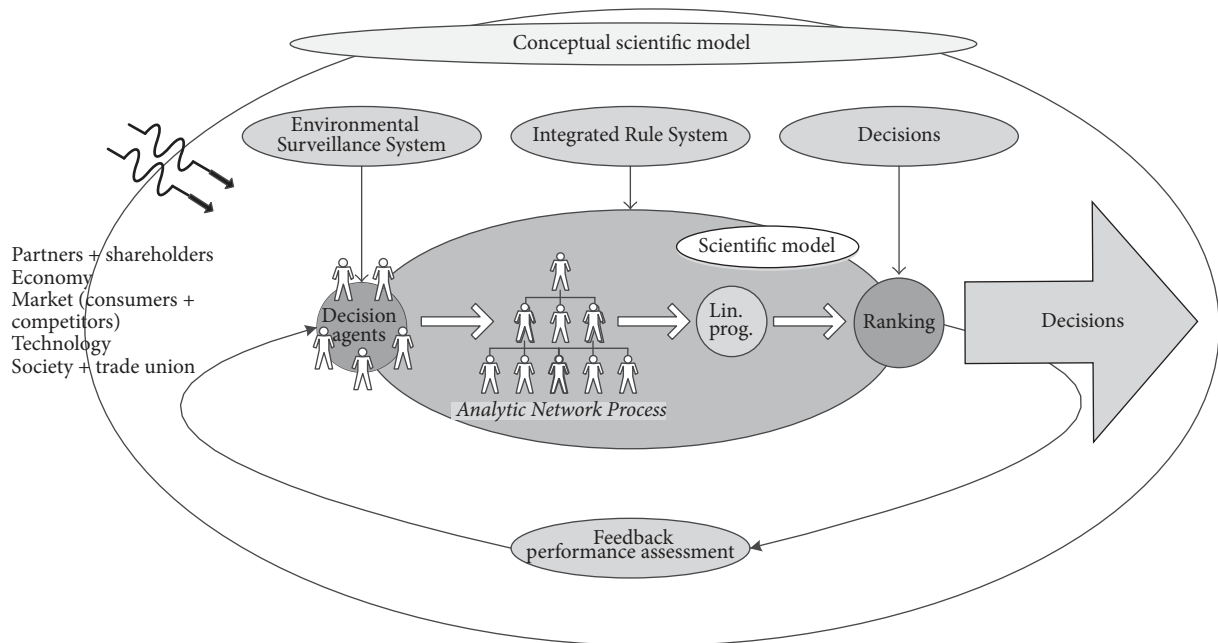 Conceptual scientific model
Environmental
Surveillance System
Integrated Rule System
Decisions
Partners + shareholders
Economy
Market (consumers +
competitors)
Technology
Society + trade union
Scientific model
Decision
agents
Lin.
prog.
Ranking
Decisions
Analytic Network Process
Feedback
performance assessment